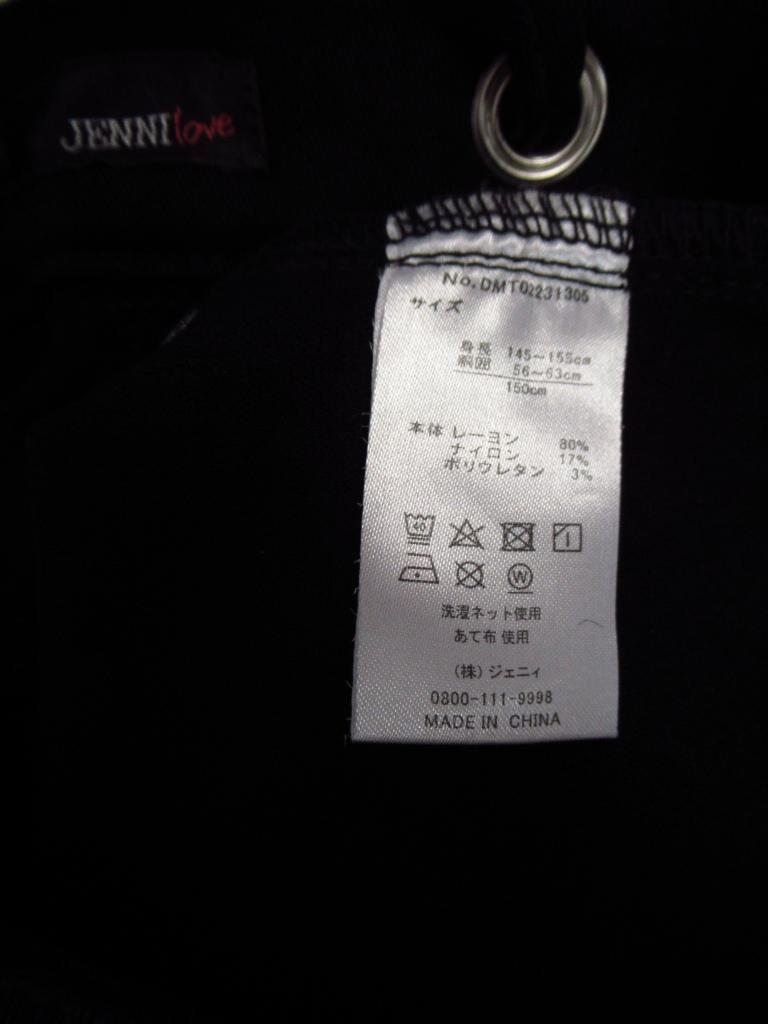 JENNIlove
No. DMT02231305
サイズ
身長 145~155cm
胴囲 56~63cm
150cm
本体 レーヨン 80%
ナイロン 17%
ポリウレタン 3%
40
W
洗濯ネット使用
あて布 使用
(株) ジェニィ
0800-111-9998
MADE IN CHINA